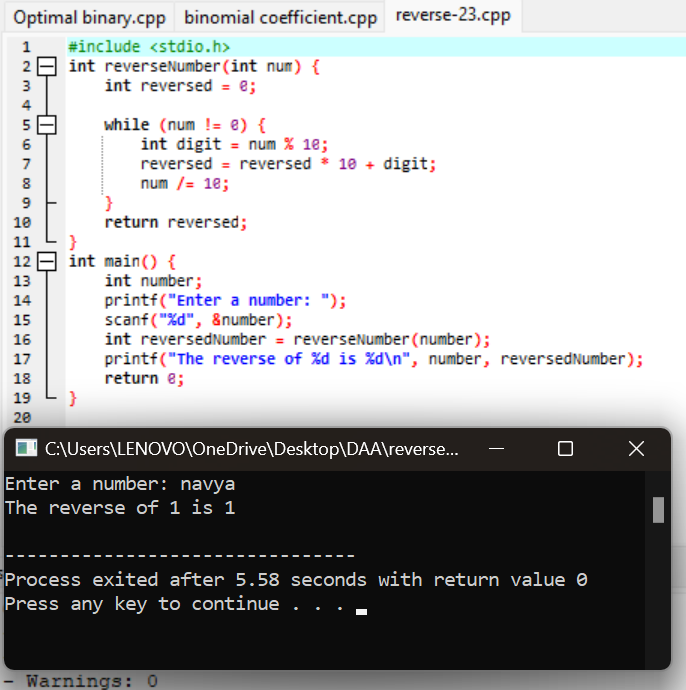 Optimal binary.cpp binomial coefficient.cpp reverse-23.cpp
1 #include <stdio.h>
2 int reverseNumber(int num) {
3 int reversed = 0;
4
5 while (num != 0) {
6 int digit = num % 10;
7 reversed = reversed * 10 + digit;
8 num /= 10;
9 }
10 return reversed;
11 }
12 int main() {
13 int number;
14 printf("Enter a number: ");
15 scanf("%d", &number);
16 int reversedNumber = reverseNumber(number);
17 printf("The reverse of %d is %d\n", number, reversedNumber);
18 return 0;
19 }
20
C:\Users\LENOVO\OneDrive\Desktop\DAA\reverse...
Enter a number: navya
The reverse of 1 is 1
--------------------------------
Process exited after 5.58 seconds with return value 0
Press any key to continue . . .
- Warnings: 0